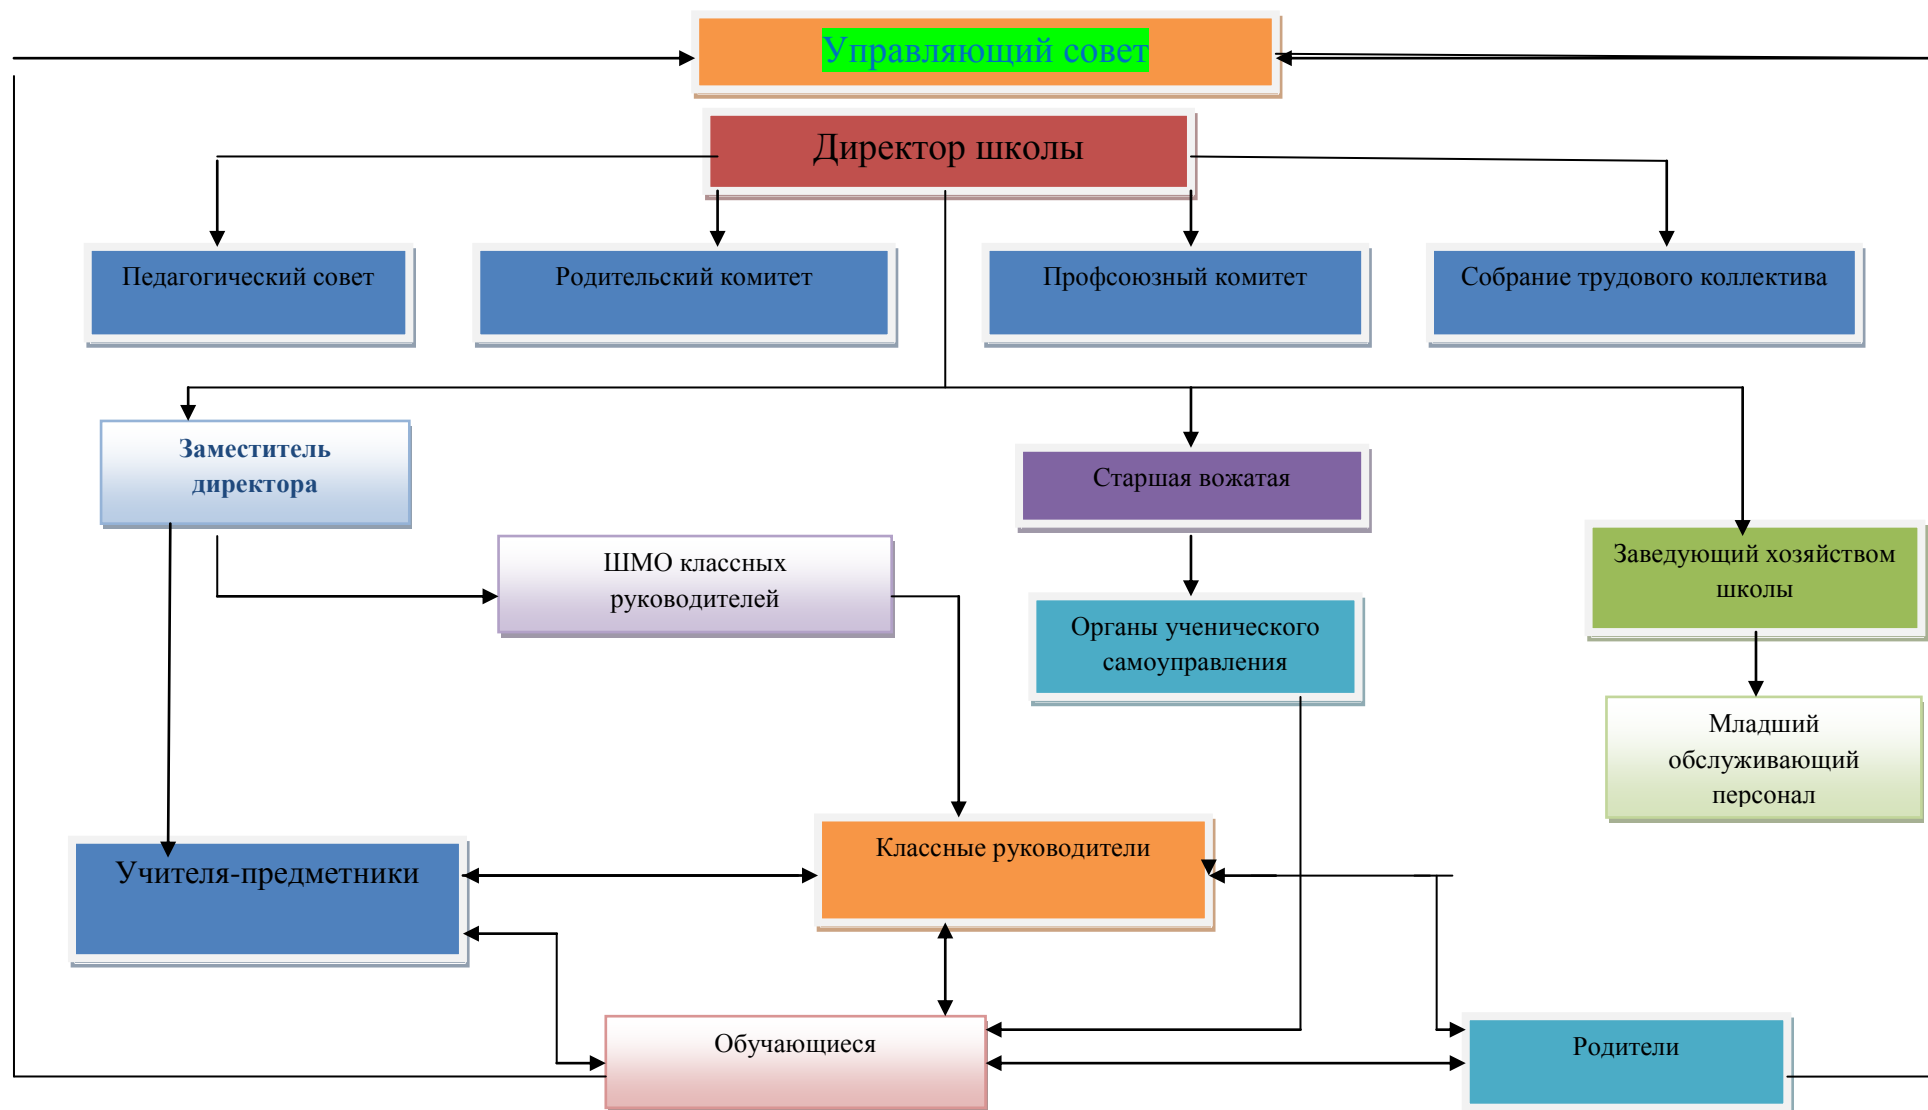 Управляющий совет
Директор школы
Педагогический совет
Родительский комитет
Профсоюзный комитет
Собрание трудового коллектива
Заместитель
директора
Старшая вожатая
ШМО классных
руководителей
Заведующий хозяйством
школы
Органы ученического
самоуправления
Младший
обслуживающий
персонал
Учителя-предметники
Классные руководители
Обучающиеся
Родители